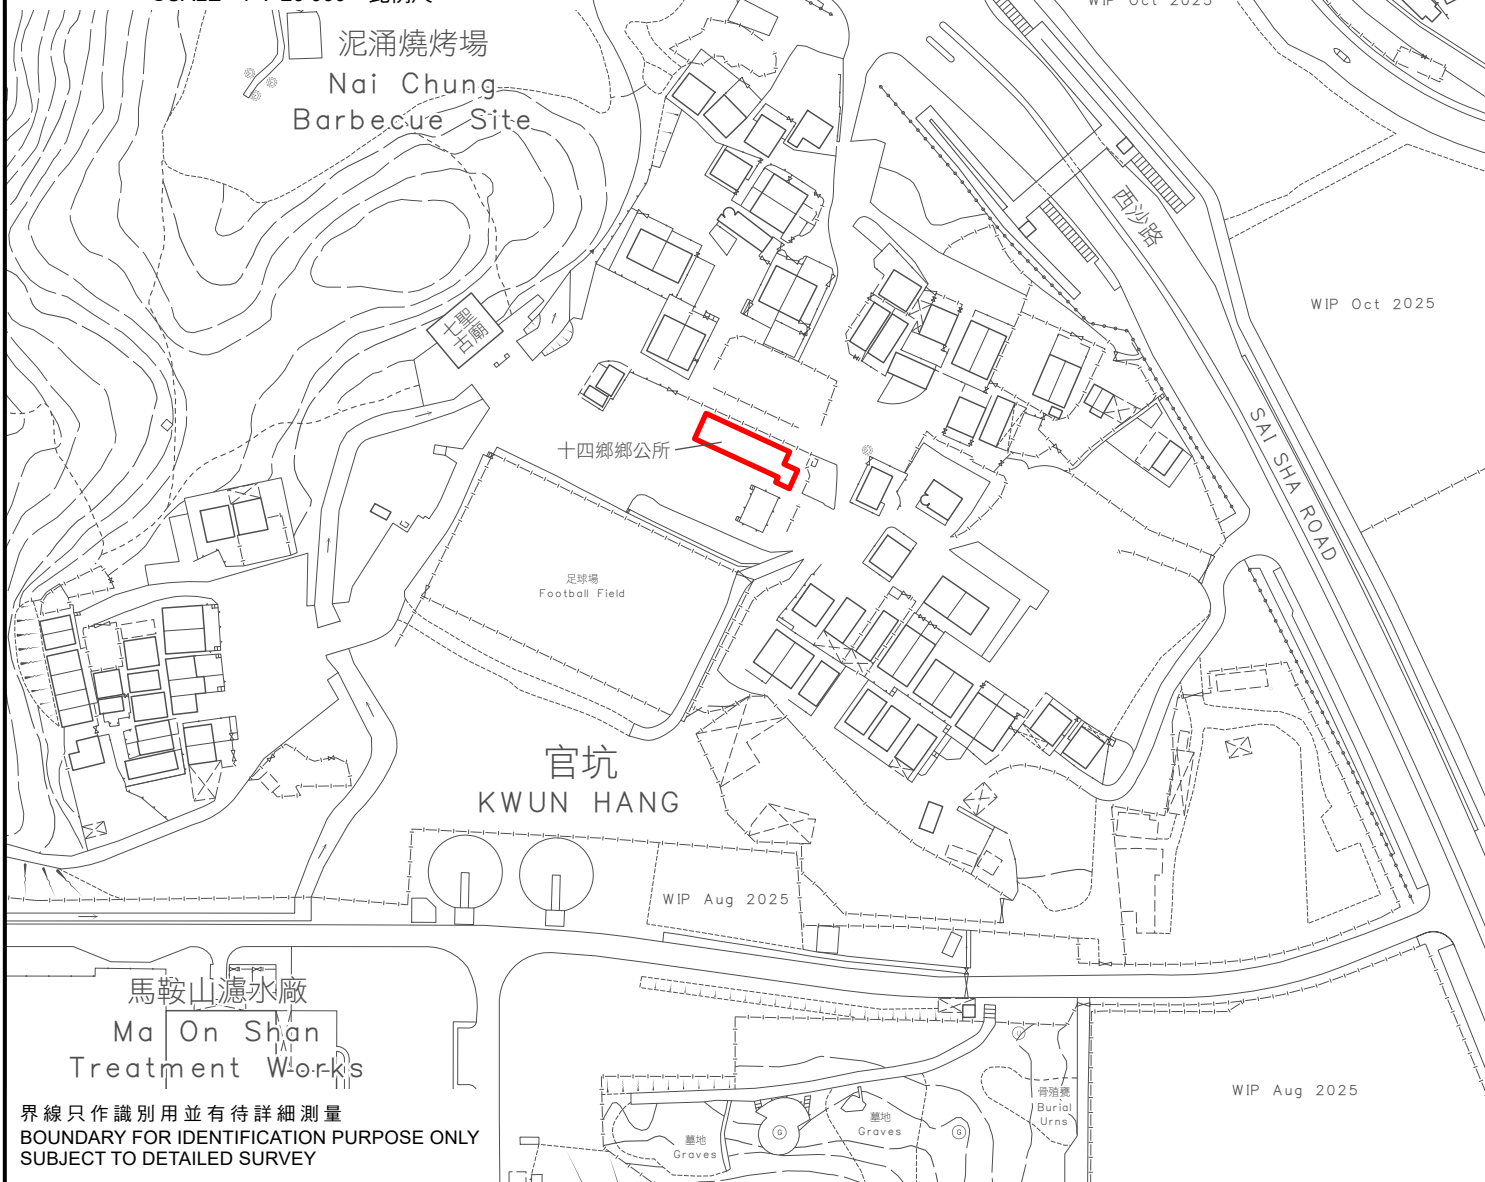 泥涌燒烤場
Nai Chung
Barbecue Site
WIP Oct 2025
西沙路
WIP Oct 2025
七聖
古廟
十四鄉鄉公所
SAI SHA ROAD
足球場
Football Field
官坑
KWUN HANG
WIP Aug 2025
馬鞍山濾水廠
Ma On Shan
Treatment Works
WIP Aug 2025
骨殖甕
Burial
Urns
墓地
Graves
墓地
Graves
G
G
界線只作識別用並有待詳細測量
BOUNDARY FOR IDENTIFICATION PURPOSE ONLY
SUBJECT TO DETAILED SURVEY